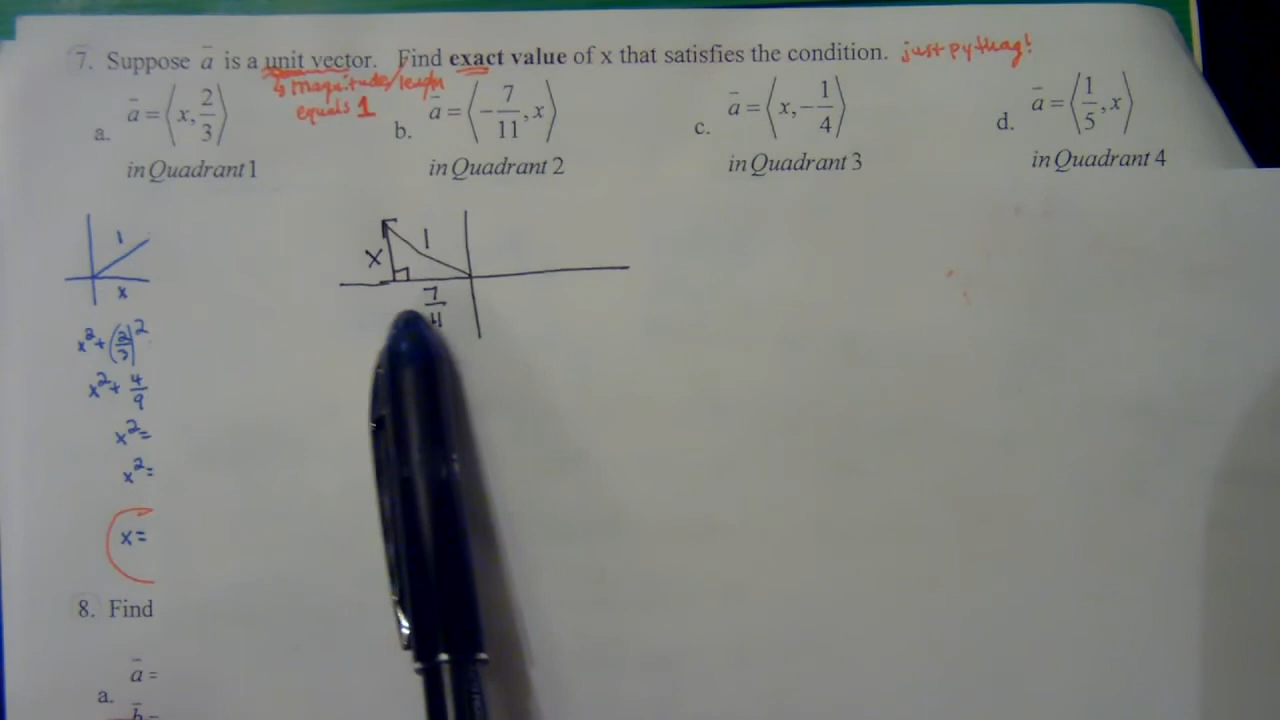 7. Suppose a̅ is a unit vector. Find exact value of x that satisfies the condition. just pythag!
↳ magnitude/length
equals 1
a. a̅ = ⟨x, 2/3⟩
in Quadrant 1
b. a̅ = ⟨-7/11, x⟩
in Quadrant 2
c. a̅ = ⟨x, -1/4⟩
in Quadrant 3
d. a̅ = ⟨1/5, x⟩
in Quadrant 4
1
x
x² + (2/3)²
x² + 4/9
x² =
x² =
x =
x
1
7/11
8. Find
a. a̅ =
b̅ =